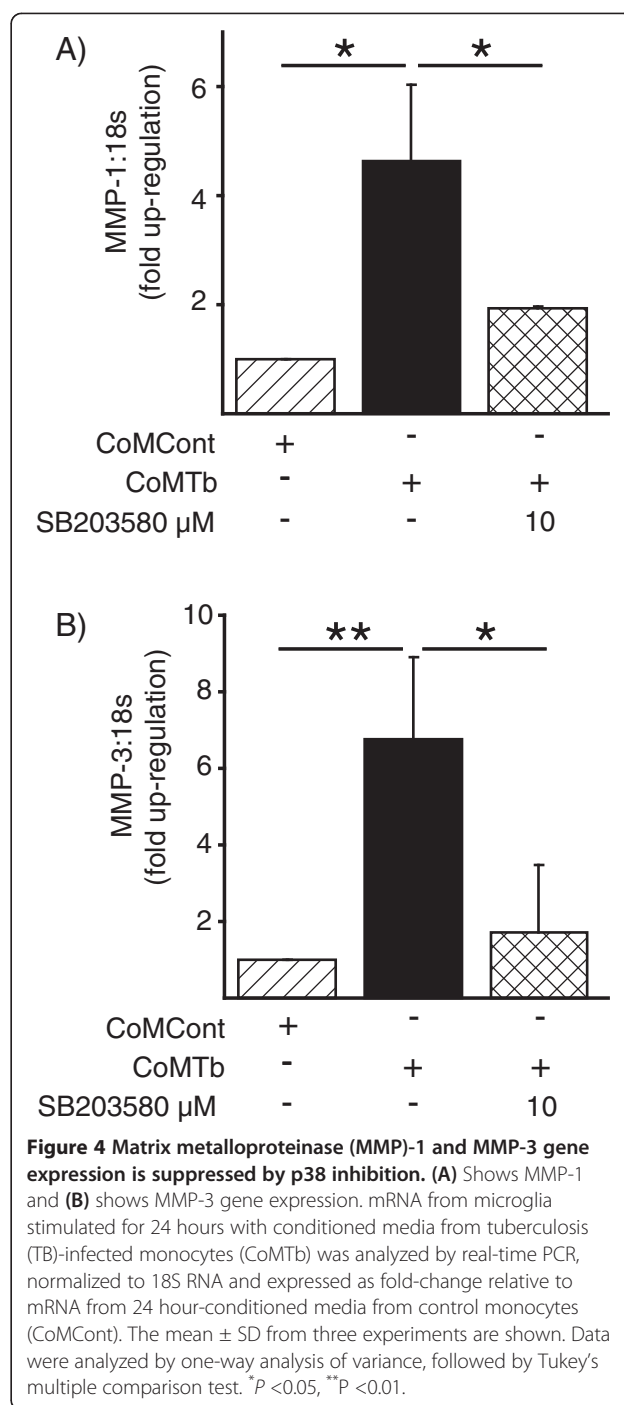 A)
MMP-1:18s
(fold up-regulation)
* *
6
4
2
CoMCont + - -
CoMTb - + +
SB203580 µM - - 10
B)
MMP-3:18s
(fold up-regulation)
** *
10
8
6
4
2
CoMCont + - -
CoMTb - + +
SB203580 µM - - 10
Figure 4 Matrix metalloproteinase (MMP)-1 and MMP-3 gene
expression is suppressed by p38 inhibition. (A) Shows MMP-1
and (B) shows MMP-3 gene expression. mRNA from microglia
stimulated for 24 hours with conditioned media from tuberculosis
(TB)-infected monocytes (CoMTb) was analyzed by real-time PCR,
normalized to 18S RNA and expressed as fold-change relative to
mRNA from 24 hour-conditioned media from control monocytes
(CoMCont). The mean ± SD from three experiments are shown. Data
were analyzed by one-way analysis of variance, followed by Tukey's
multiple comparison test. *P <0.05, **P <0.01.